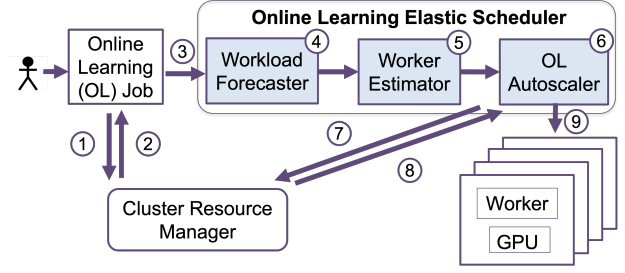 Online Learning Elastic Scheduler
Online
Learning
(OL) Job
3
Workload
Forecaster
4
Worker
Estimator
5
OL
Autoscaler
6
1
2
7
8
9
Cluster Resource
Manager
Worker
GPU